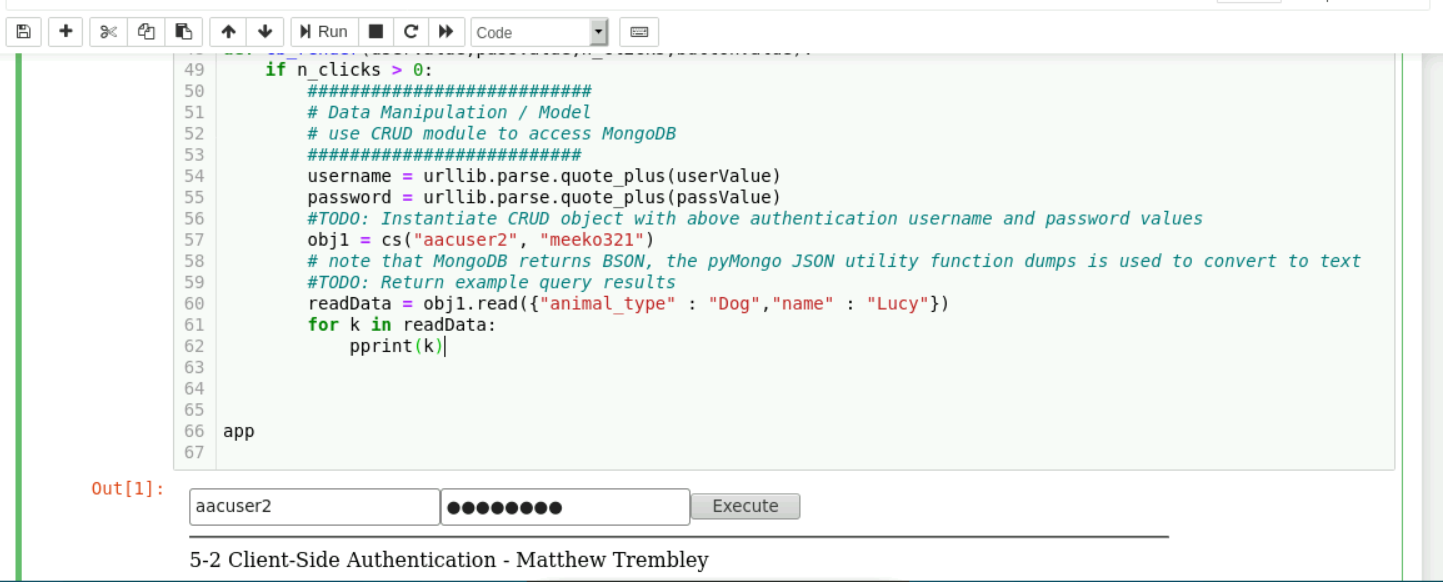 Run
Code
49 if n_clicks > 0:
50 ###########################
51 # Data Manipulation / Model
52 # use CRUD module to access MongoDB
53 ##########################
54 username = urllib.parse.quote_plus(userValue)
55 password = urllib.parse.quote_plus(passValue)
56 #TODO: Instantiate CRUD object with above authentication username and password values
57 obj1 = cs("aacuser2", "meeko321")
58 # note that MongoDB returns BSON, the pyMongo JSON utility function dumps is used to convert to text
59 #TODO: Return example query results
60 readData = obj1.read({"animal_type" : "Dog","name" : "Lucy"})
61 for k in readData:
62 pprint(k)
63
64
65
66 app
67
Out[1]:
aacuser2 ●●●●●●●● Execute
5-2 Client-Side Authentication - Matthew Trembley